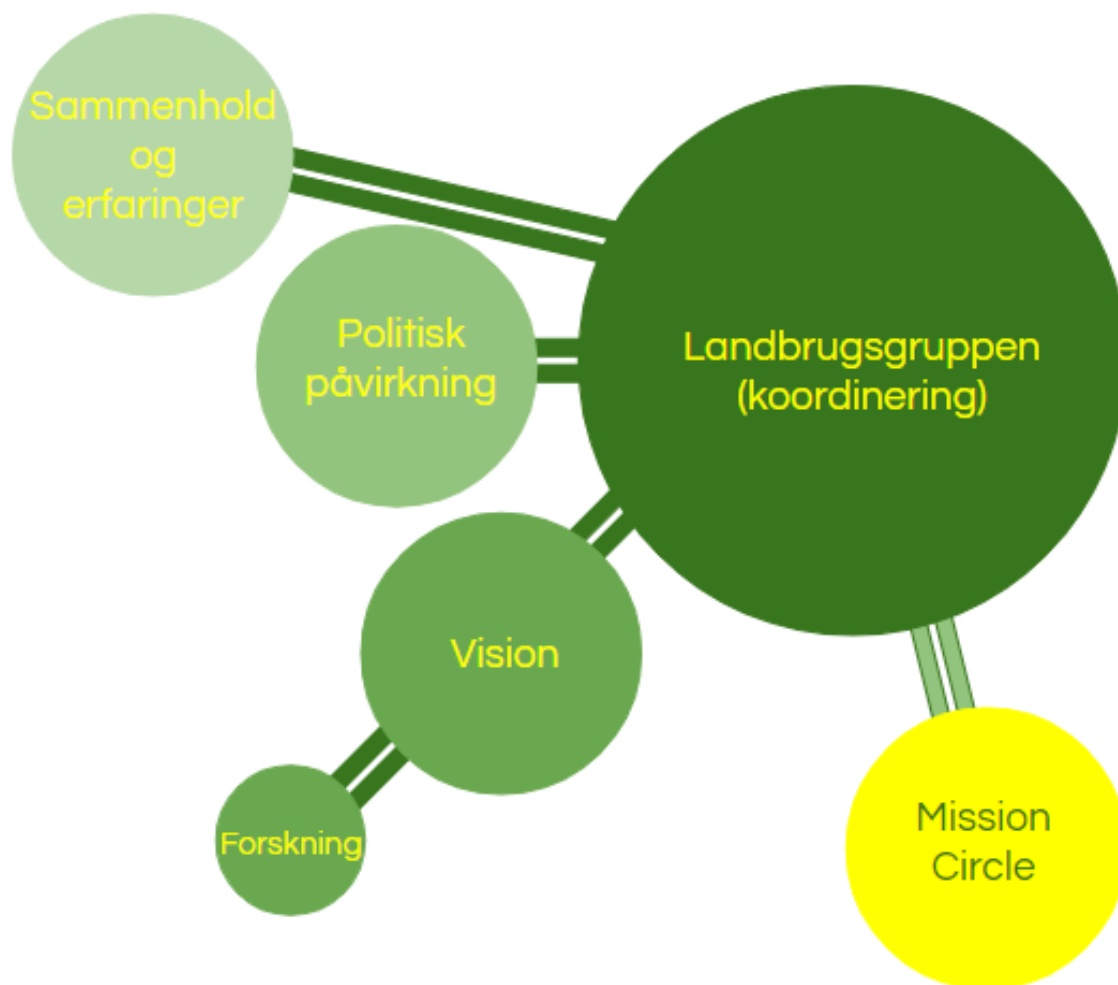 Sammenhold
og
erfaringer
Politisk
påvirkning
Landbrugsgruppen
(koordinering)
Vision
Forskning
Mission
Circle